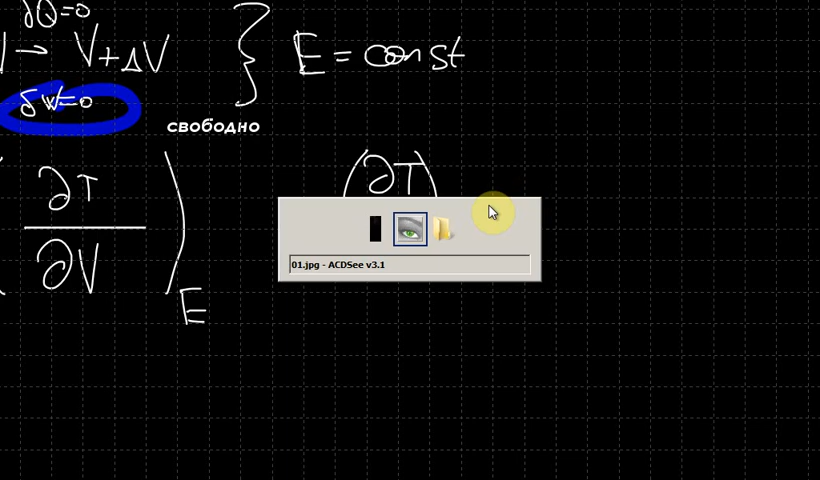 δQ=0
→ V+ΔV } E = const
δW=0
свободно
(∂T/∂V)_E (∂T)
01.jpg - ACDSee v3.1